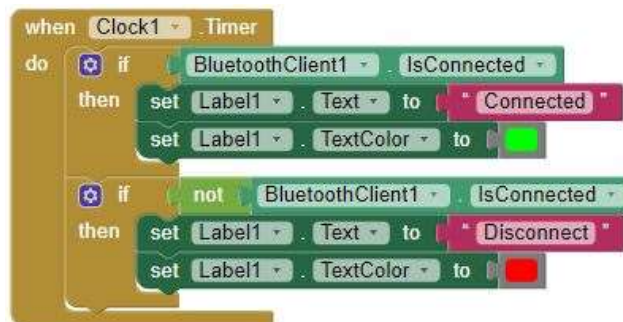 when Clock1 .Timer
do if BluetoothClient1 . IsConnected
then set Label1 . Text to " Connected "
set Label1 . TextColor to
if not BluetoothClient1 . IsConnected
then set Label1 . Text to " Disconnect "
set Label1 . TextColor to